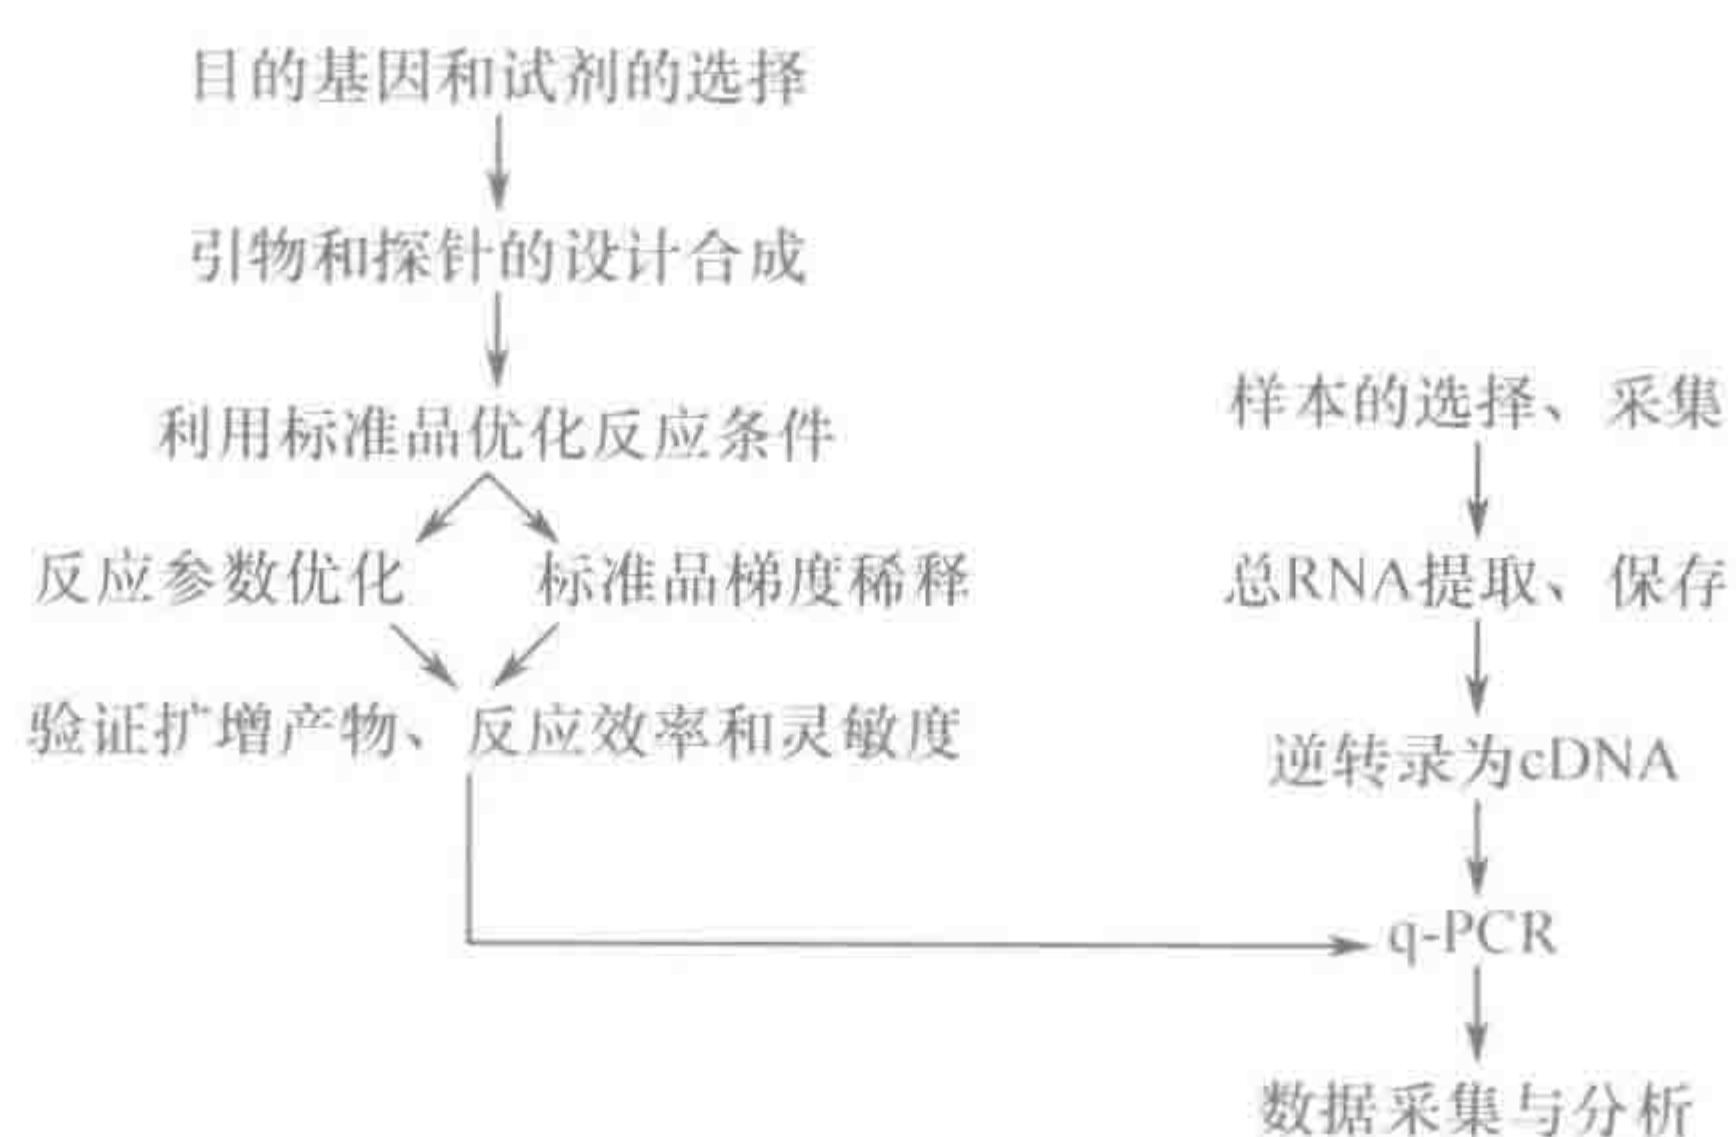 目的基因和试剂的选择
引物和探针的设计合成
利用标准品优化反应条件
反应参数优化
标准品梯度稀释
验证扩增产物、反应效率和灵敏度
样本的选择、采集
总RNA提取、保存
逆转录为cDNA
q-PCR
数据采集与分析